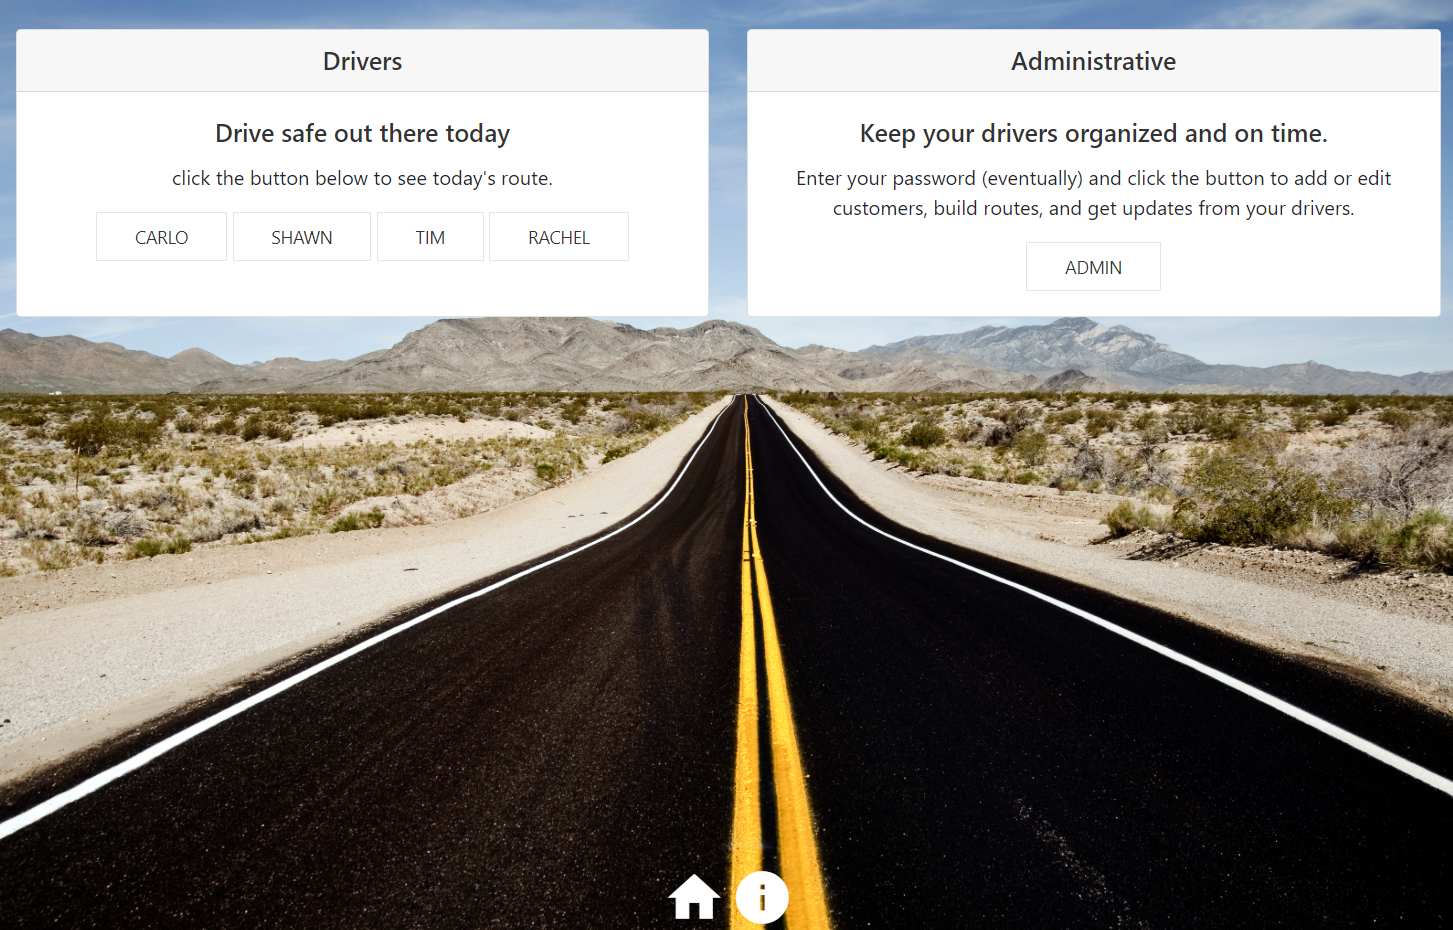 Drivers
Drive safe out there today
click the button below to see today's route.
CARLO
SHAWN
TIM
RACHEL
Administrative
Keep your drivers organized and on time.
Enter your password (eventually) and click the button to add or edit
customers, build routes, and get updates from your drivers.
ADMIN